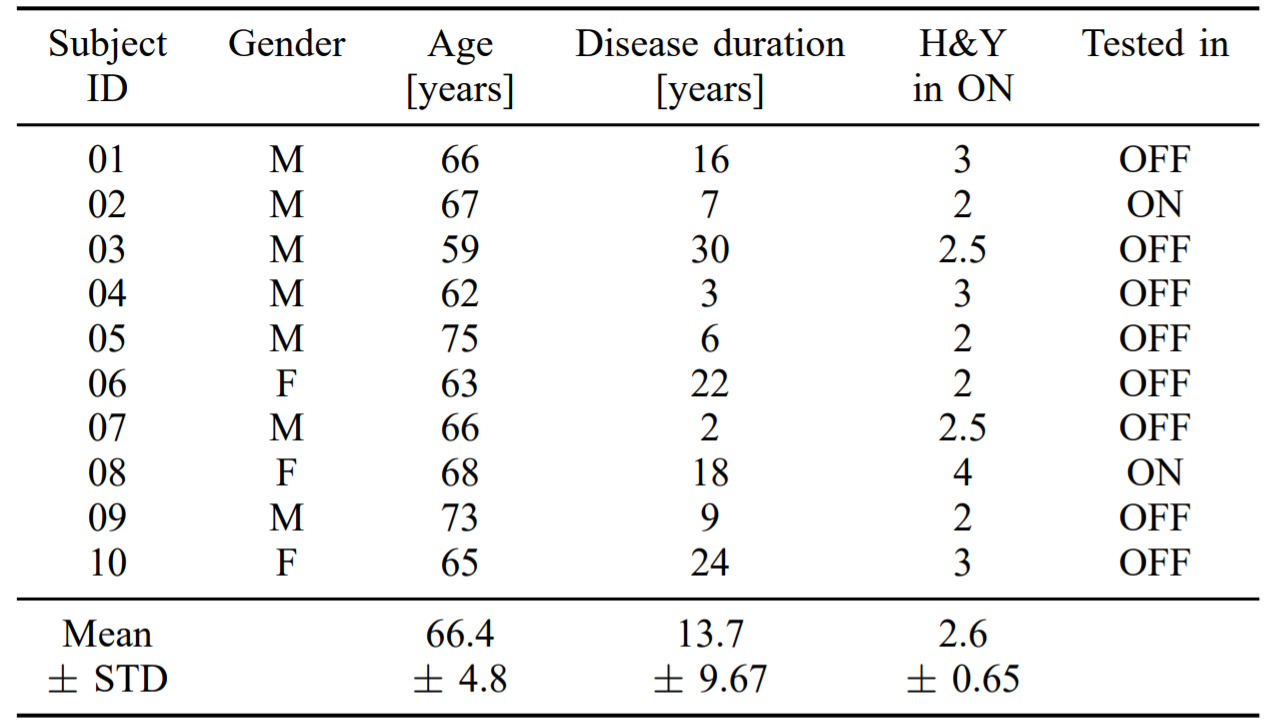 Subject Gender Age Disease duration H&Y Tested in
ID [years] [years] in ON
01 M 66 16 3 OFF
02 M 67 7 2 ON
03 M 59 30 2.5 OFF
04 M 62 3 3 OFF
05 M 75 6 2 OFF
06 F 63 22 2 OFF
07 M 66 2 2.5 OFF
08 F 68 18 4 ON
09 M 73 9 2 OFF
10 F 65 24 3 OFF
Mean 66.4 13.7 2.6
± STD ± 4.8 ± 9.67 ± 0.65